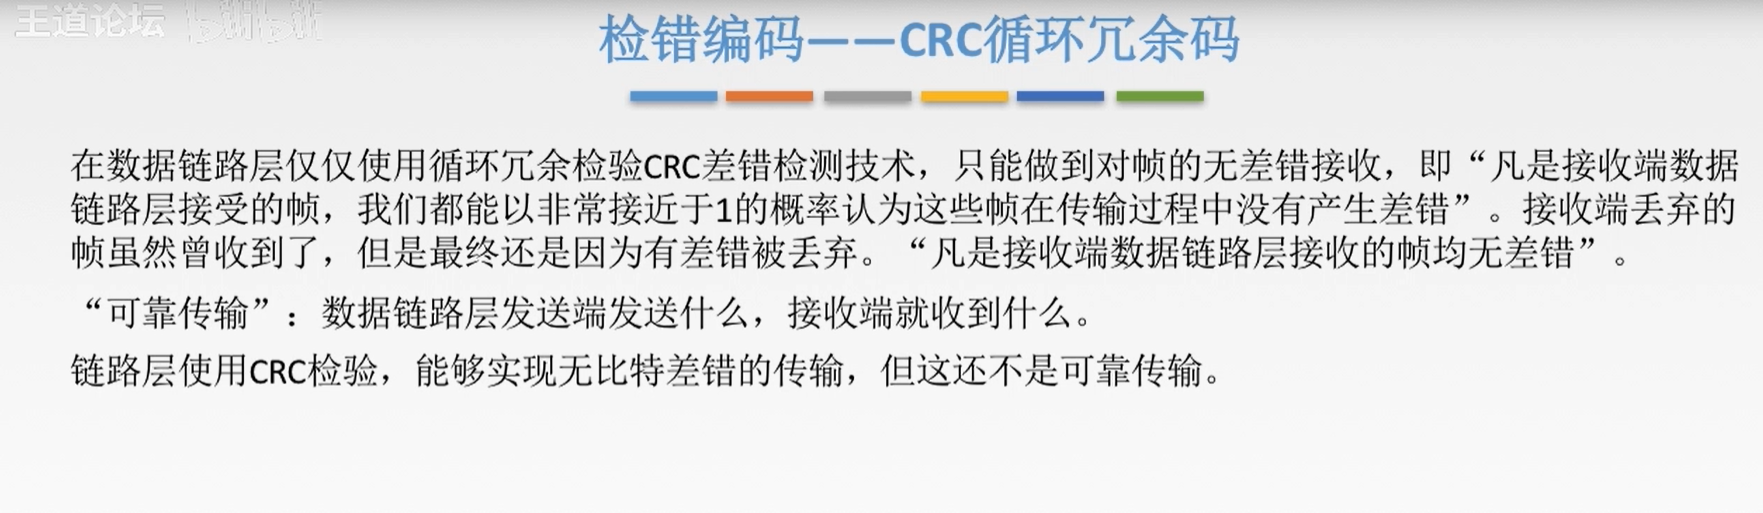 王道论坛 bilibili
检错编码——CRC循环冗余码
在数据链路层仅仅使用循环冗余检验CRC差错检测技术，只能做到对帧的无差错接收，即“凡是接收端数据
链路层接受的帧，我们都能以非常接近于1的概率认为这些帧在传输过程中没有产生差错”。接收端丢弃的
帧虽然曾收到了，但是最终还是因为有差错被丢弃。“凡是接收端数据链路层接收的帧均无差错”。
“可靠传输”：数据链路层发送端发送什么，接收端就收到什么。
链路层使用CRC检验，能够实现无比特差错的传输，但这还不是可靠传输。